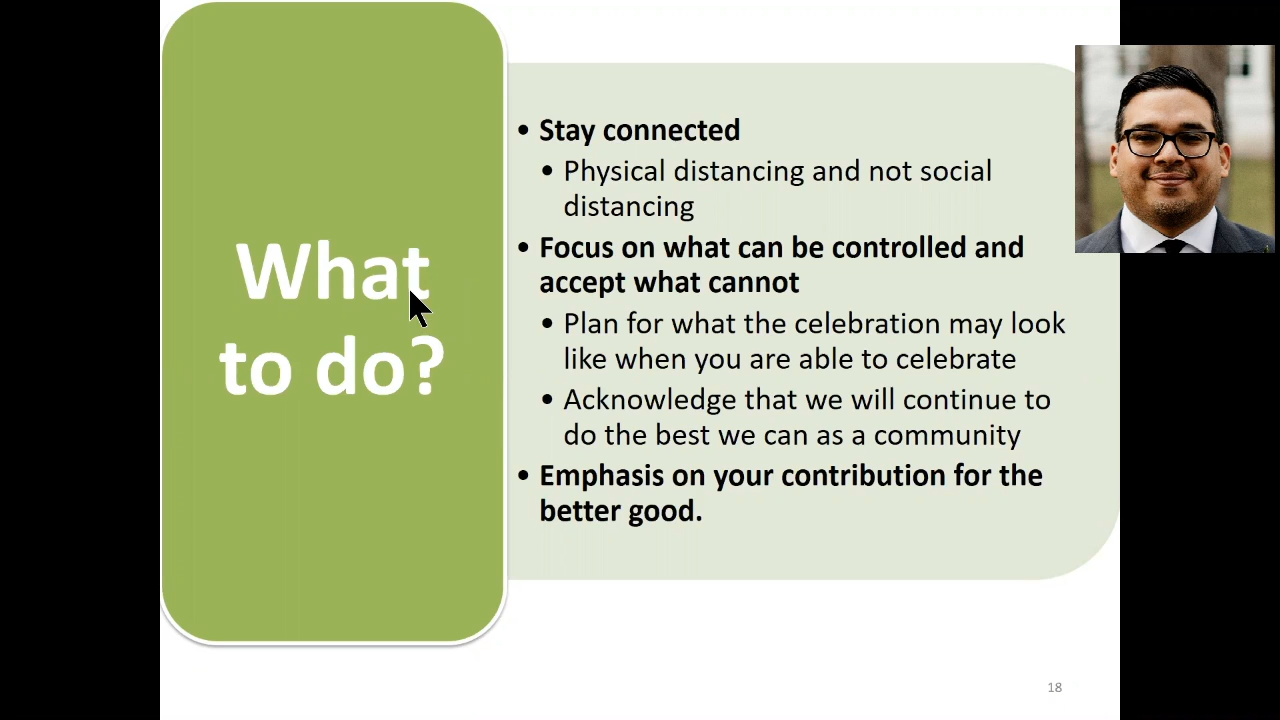 What
to do?
• Stay connected
• Physical distancing and not social
distancing
• Focus on what can be controlled and
accept what cannot
• Plan for what the celebration may look
like when you are able to celebrate
• Acknowledge that we will continue to
do the best we can as a community
• Emphasis on your contribution for the
better good.
18